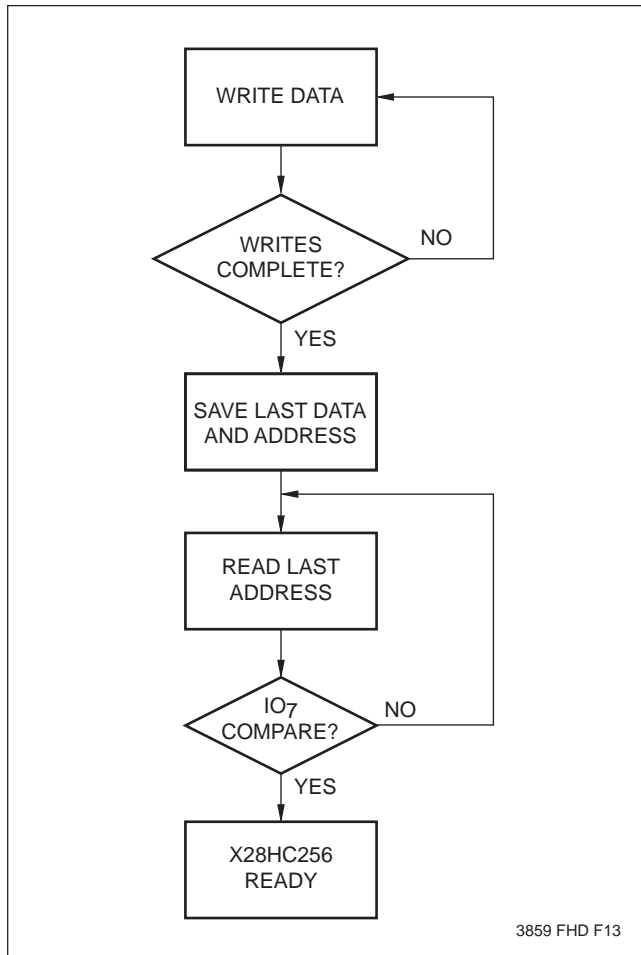 WRITE DATA
WRITES
COMPLETE?
NO
YES
SAVE LAST DATA
AND ADDRESS
READ LAST
ADDRESS
IO7
COMPARE?
NO
YES
X28HC256
READY
3859 FHD F13